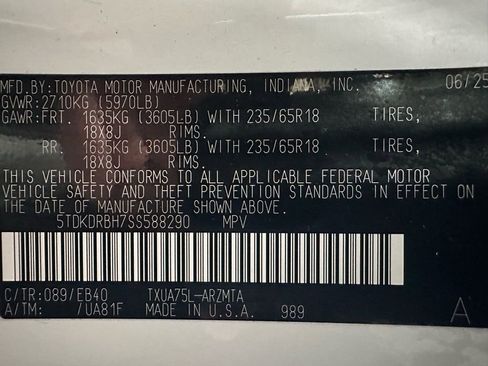 MFD.BY:TOYOTA MOTOR MANUFACTURING, INDIANA, INC. 06/25
GVWR:2710KG (5970LB)
GAWR:FRT. 1635KG (3605LB) WITH 235/65R18 TIRES,
18X8J RIMS.
RR. 1635KG (3605LB) WITH 235/65R18 TIRES,
18X8J RIMS.
THIS VEHICLE CONFORMS TO ALL APPLICABLE FEDERAL MOTOR
VEHICLE SAFETY AND THEFT PREVENTION STANDARDS IN EFFECT ON
THE DATE OF MANUFACTURE SHOWN ABOVE.
5TDKDRBH7SS588290 MPV
C/TR:089/EB40 TXUA75L-ARZMTA
A/TM: /UA81F MADE IN U.S.A. 989 A